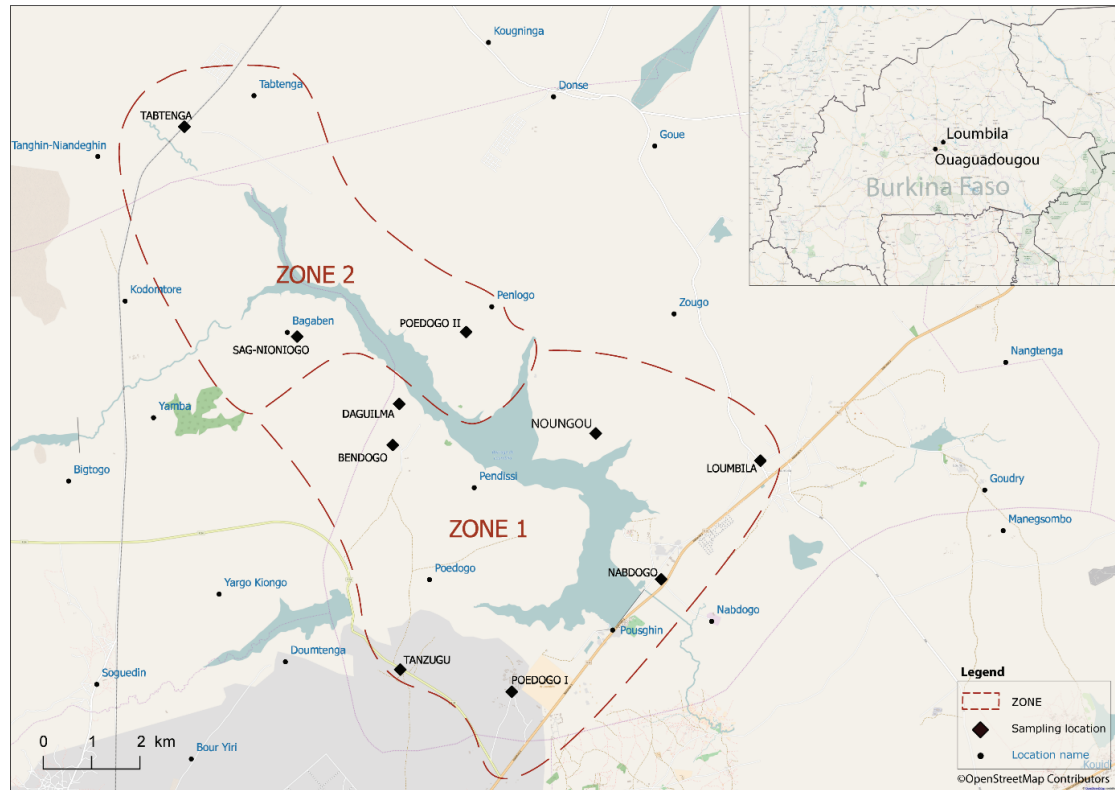 Kougninga
Tabtenga
Donse
TABTENGA
Goue
Tanghin-Niandeghin
Loumbila
Ouaguadougou
Burkina Faso
ZONE 2
Kodomtore
Penlogo
Zougo
Bagaben
POEDOGO II
SAG-NIONIOGO
Nangtenga
Yamba
DAGUILMA
NOUNGOU
BENDOGO
LOUMBILA
Bigtogo
Pendissi
Goudry
ZONE 1
Manegsombo
Poedogo
NABDOGO
Yargo Kiongo
Nabdogo
Pousghin
Doumtenga
TANZUGU
Soguedin
POEDOGO I
Legend
ZONE
Sampling location
Location name
0 1 2 km
Bour Yiri
Kouidi
©OpenStreetMap Contributors